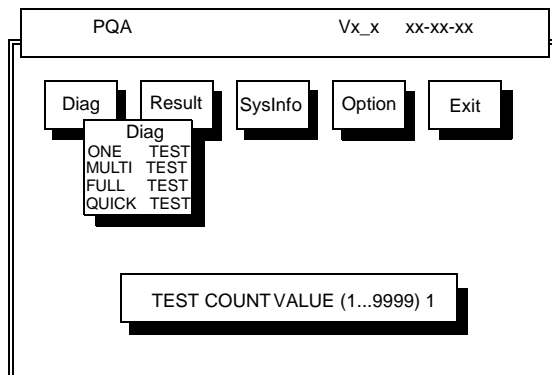 PQA Vx_x xx-xx-xx
Diag Result SysInfo Option Exit
Diag
ONE TEST
MULTI TEST
FULL TEST
QUICK TEST
TEST COUNT VALUE (1...9999) 1